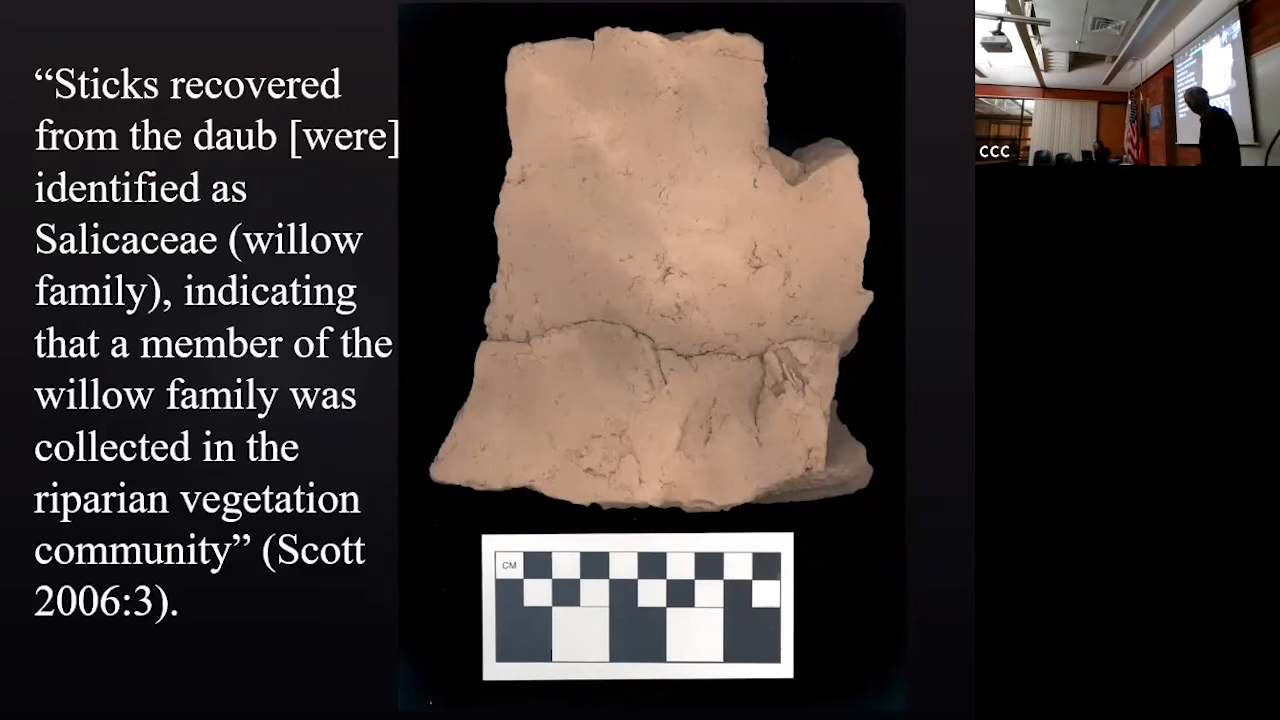 “Sticks recovered
from the daub [were]
identified as
Salicaceae (willow
family), indicating
that a member of the
willow family was
collected in the
riparian vegetation
community” (Scott
2006:3).
CM
CCC